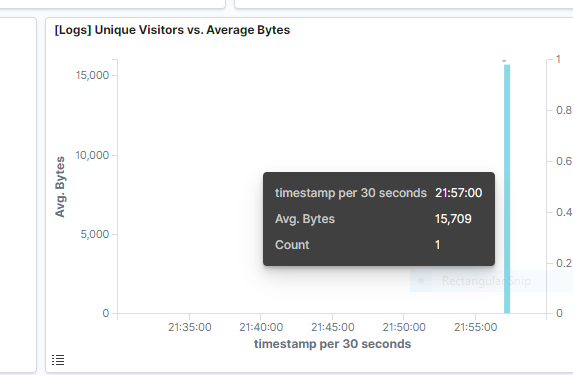 [Logs] Unique Visitors vs. Average Bytes
15,000
10,000
5,000
0
Avg. Bytes
1
0.8
0.6
0.4
0.2
0
timestamp per 30 seconds 21:57:00
Avg. Bytes 15,709
Count 1
Rectangular Snip
21:35:00 21:40:00 21:45:00 21:50:00 21:55:00
timestamp per 30 seconds